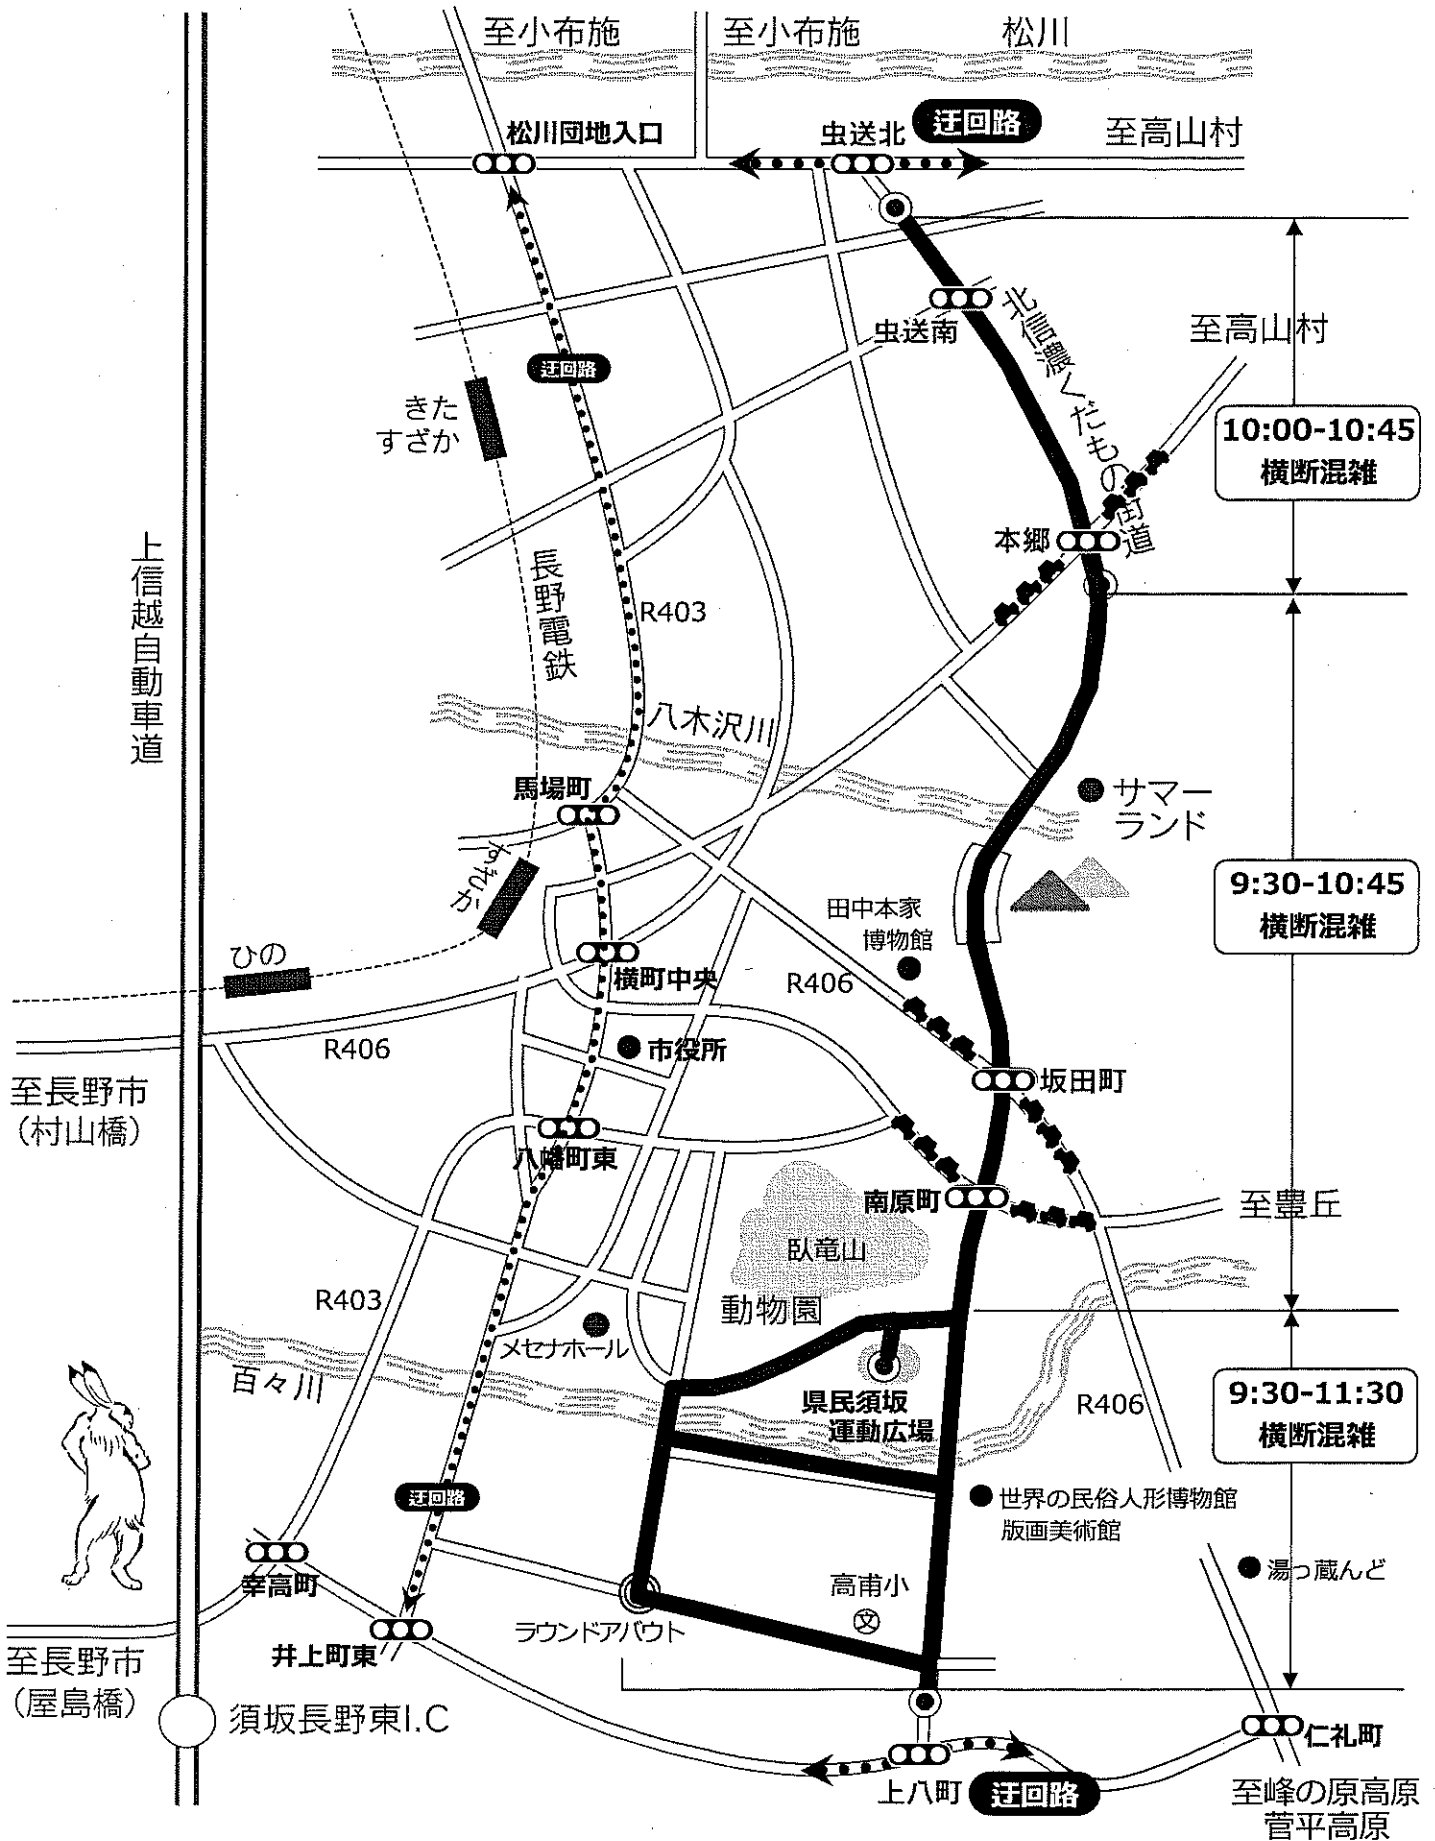 至小布施
至小布施
松川
松川団地入口
虫送北
迂回路
至高山村
虫送南
北信濃くだもの街道
至高山村
迂回路
きた
すざか
10:00-10:45
横断混雑
本郷
上信越自動車道
長野電鉄
R403
八木沢川
馬場町
サマー
ランド
すざか
9:30-10:45
横断混雑
田中本家
博物館
ひの
横町中央
R406
R406
市役所
坂田町
至長野市
(村山橋)
八幡町東
南原町
至豊丘
臥竜山
動物園
R403
メセナホール
百々川
県民須坂
運動広場
R406
9:30-11:30
横断混雑
迂回路
世界の民俗人形博物館
版画美術館
幸高町
高甫小
文
湯っ蔵んど
ラウンドアバウト
井上町東
至長野市
(屋島橋)
須坂長野東I.C
仁礼町
上八町
迂回路
至峰の原高原
菅平高原